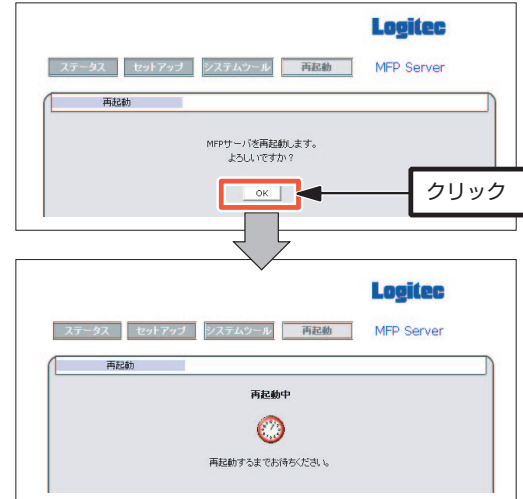 Logitec
ステータス セットアップ システムツール 再起動 MFP Server
再起動
MFPサーバを再起動します。
よろしいですか？
OK
クリック
Logitec
ステータス セットアップ システムツール 再起動 MFP Server
再起動
再起動中
再起動するまでお待ちください。